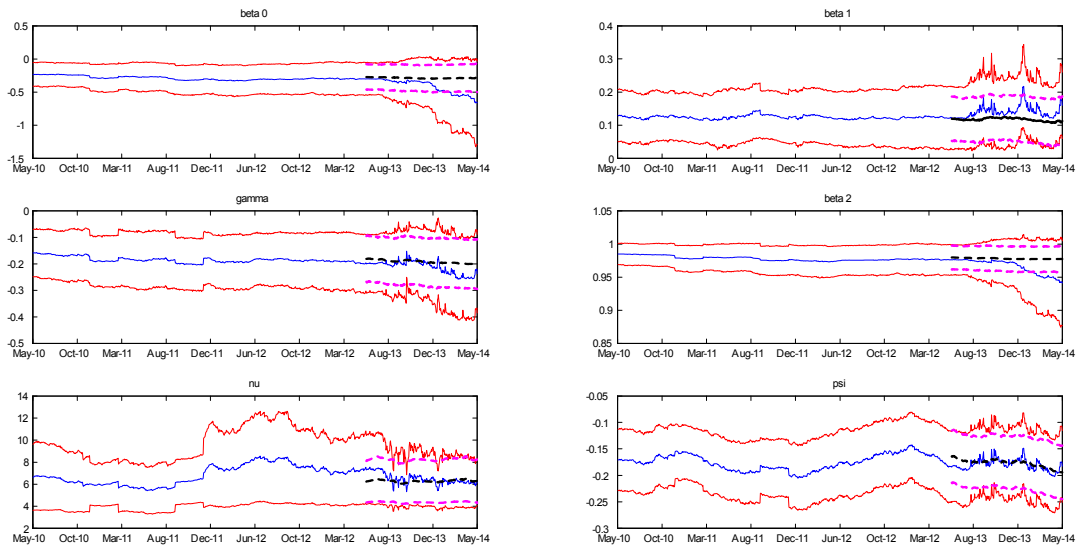 beta 0
0.5
0
-0.5
-1
-1.5
May-10 Oct-10 Mar-11 Aug-11 Dec-11 Jun-12 Oct-12 Mar-12 Aug-13 Dec-13 May-14
beta 1
0.4
0.3
0.2
0.1
0
May-10 Oct-10 Mar-11 Aug-11 Dec-11 Jun-12 Oct-12 Mar-12 Aug-13 Dec-13 May-14
gamma
0
-0.1
-0.2
-0.3
-0.4
-0.5
May-10 Oct-10 Mar-11 Aug-11 Dec-11 Jun-12 Oct-12 Mar-12 Aug-13 Dec-13 May-14
beta 2
1.05
1
0.95
0.9
0.85
May-10 Oct-10 Mar-11 Aug-11 Dec-11 Jun-12 Oct-12 Mar-12 Aug-13 Dec-13 May-14
nu
14
12
10
8
6
4
2
May-10 Oct-10 Mar-11 Aug-11 Dec-11 Jun-12 Oct-12 Mar-12 Aug-13 Dec-13 May-14
psi
-0.05
-0.1
-0.15
-0.2
-0.25
-0.3
May-10 Oct-10 Mar-11 Aug-11 Dec-11 Jun-12 Oct-12 Mar-12 Aug-13 Dec-13 May-14